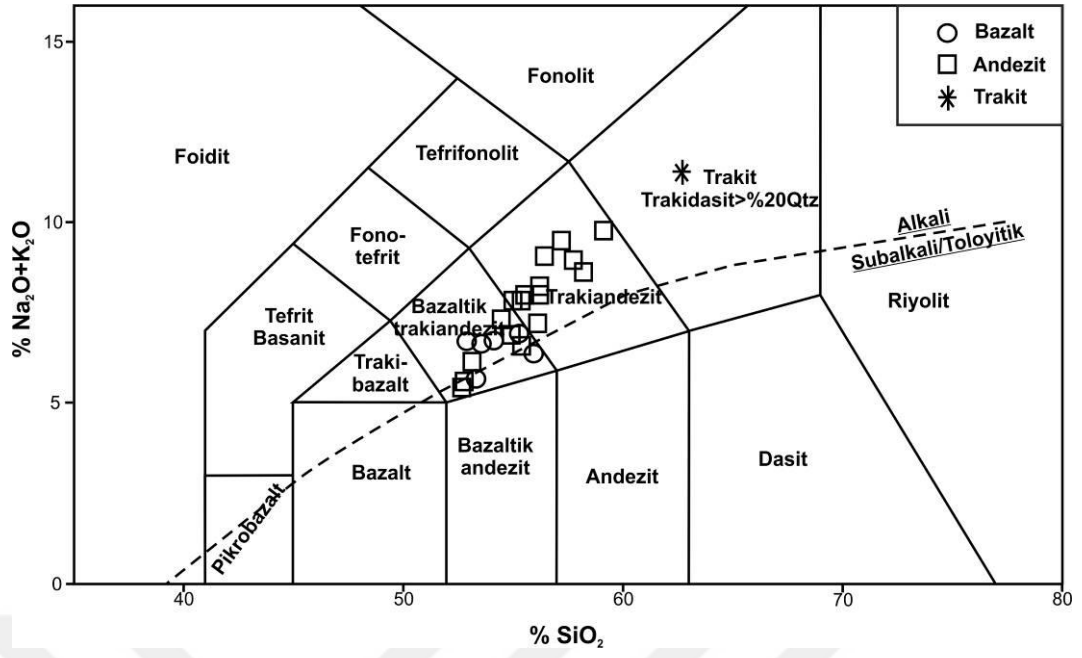 % Na₂O+K₂O
15
10
5
0
40
50
60
70
80
% SiO₂
Bazalt
Andezit
Trakit
Fonolit
Foidit
Tefrifonolit
Trakit
Trakidasit>%20Qtz
Fono-
tefrit
Alkali
Subalkali/Toloyitik
Bazaltik
trakiandezit
Trakiandezit
Riyolit
Tefrit
Basanit
Traki-
bazalt
Pikrobazalt
Bazalt
Bazaltik
andezit
Andezit
Dasit